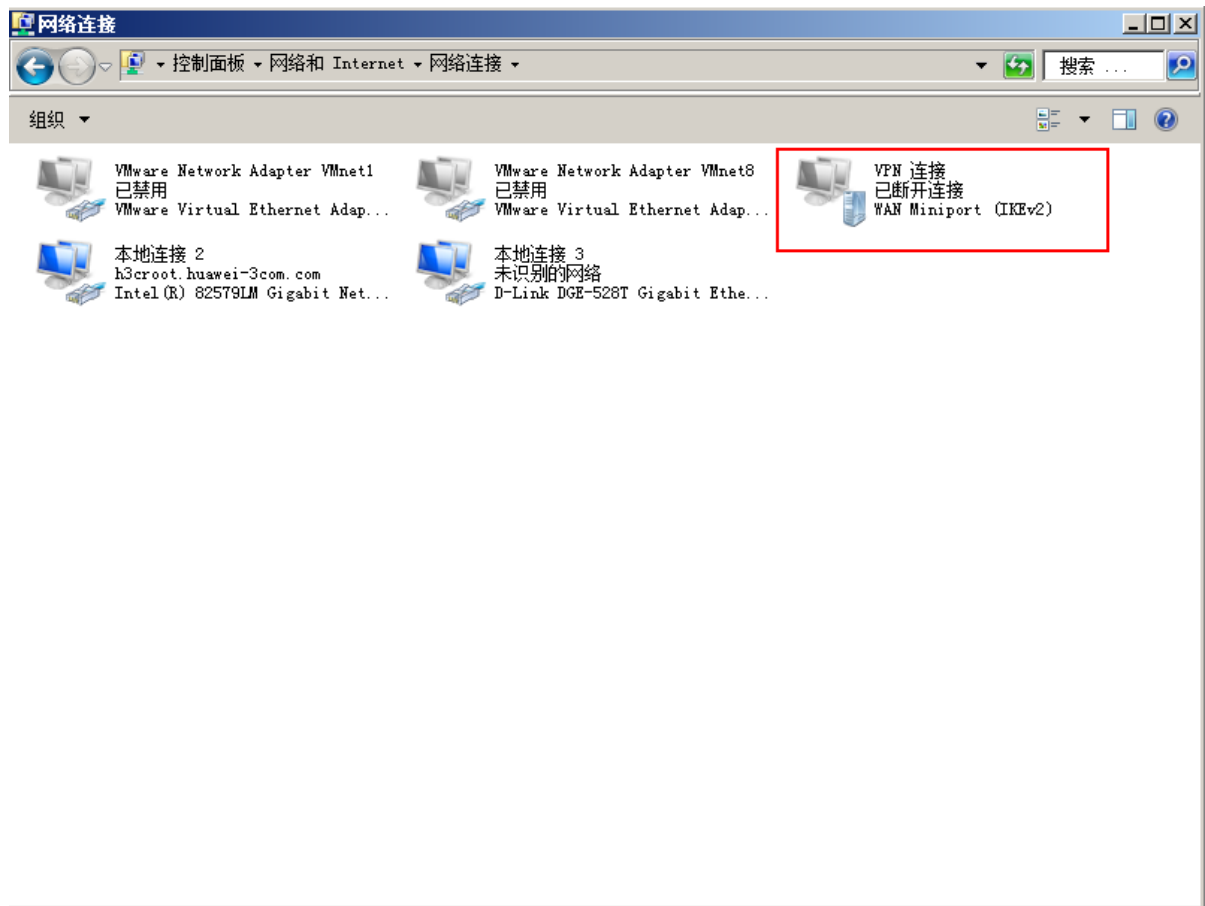 网络连接
控制面板 网络和 Internet 网络连接
搜索 ...
组织
VMware Network Adapter VMnet1
已禁用
VMware Virtual Ethernet Adap...
VMware Network Adapter VMnet8
已禁用
VMware Virtual Ethernet Adap...
VPN 连接
已断开连接
WAN Miniport (IKEv2)
本地连接 2
h3croot.huawei-3com.com
Intel(R) 82579LM Gigabit Net...
本地连接 3
未识别的网络
D-Link DGE-528T Gigabit Ethe...